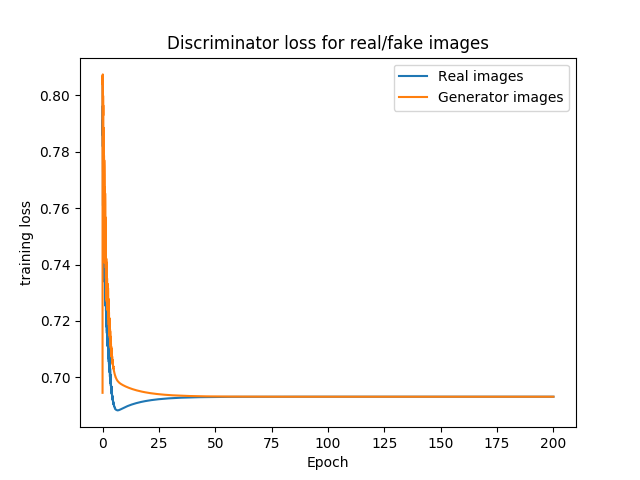 Discriminator loss for real/fake images
Real images
Generator images
training loss
0.80
0.78
0.76
0.74
0.72
0.70
0 25 50 75 100 125 150 175 200
Epoch